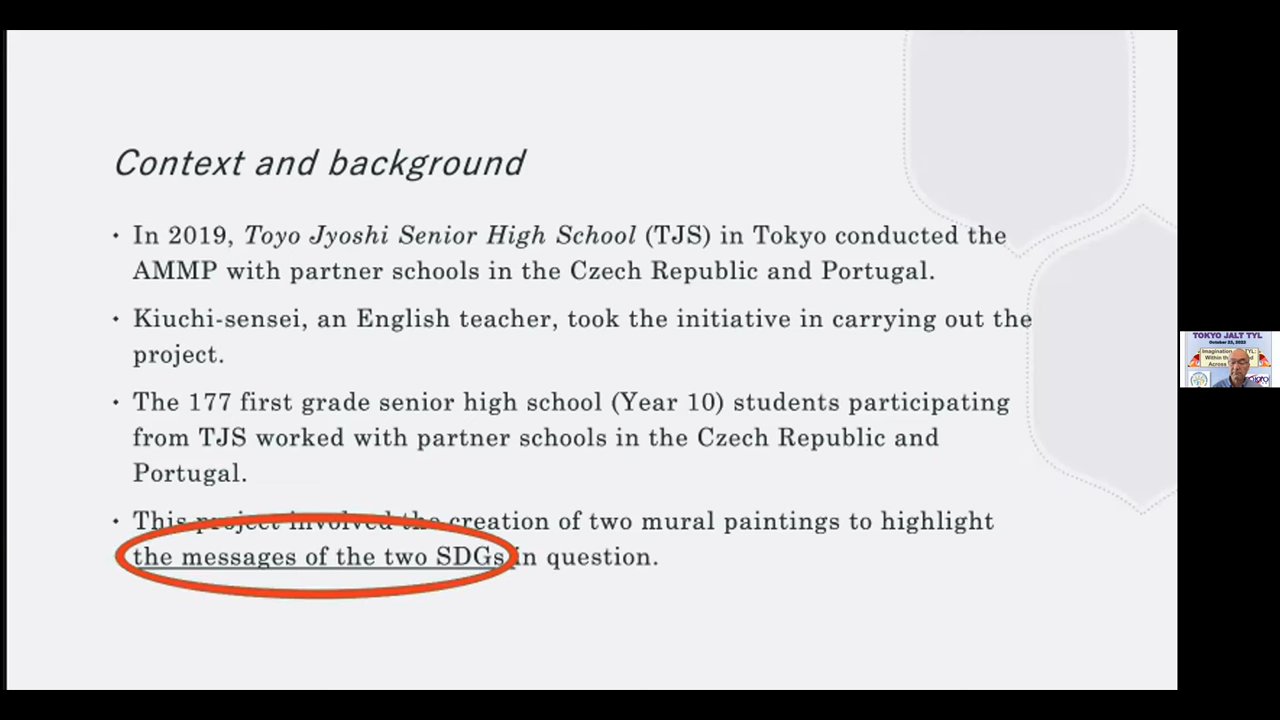 Context and background
• In 2019, Toyo Jyoshi Senior High School (TJS) in Tokyo conducted the
AMMP with partner schools in the Czech Republic and Portugal.
• Kiuchi-sensei, an English teacher, took the initiative in carrying out the
project.
• The 177 first grade senior high school (Year 10) students participating
from TJS worked with partner schools in the Czech Republic and
Portugal.
• This project involved the creation of two mural paintings to highlight
the messages of the two SDGs in question.
TOKYO JALT TYL
Imagination
Within
Across